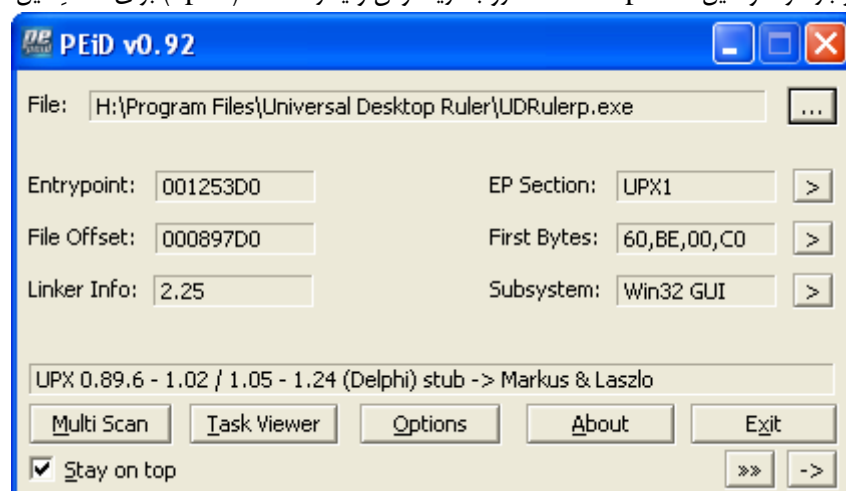 PEiD v0.92
File: H:\Program Files\Universal Desktop Ruler\UDRulerp.exe ...
Entrypoint: 001253D0 EP Section: UPX1 >
File Offset: 000897D0 First Bytes: 60,BE,00,C0 >
Linker Info: 2.25 Subsystem: Win32 GUI >
UPX 0.89.6 - 1.02 / 1.05 - 1.24 (Delphi) stub -> Markus & Laszlo
Multi Scan Task Viewer Options About Exit
Stay on top »» ->